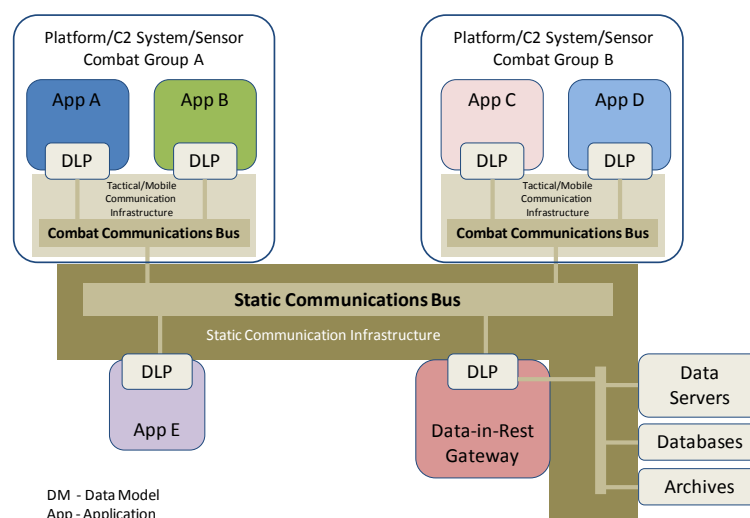 Platform/C2 System/Sensor
Combat Group A
App A
App B
DLP
DLP
Tactical/Mobile
Communication
Infrastructure
Combat Communications Bus
Platform/C2 System/Sensor
Combat Group B
App C
App D
DLP
DLP
Tactical/Mobile
Communication
Infrastructure
Combat Communications Bus
Static Communications Bus
Static Communication Infrastructure
DLP
App E
DLP
Data-in-Rest
Gateway
Data
Servers
Databases
Archives
DM - Data Model
App - Application